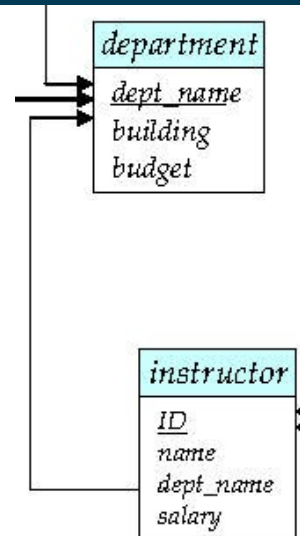 department
dept_name
building
budget
instructor
ID
name
dept_name
salary